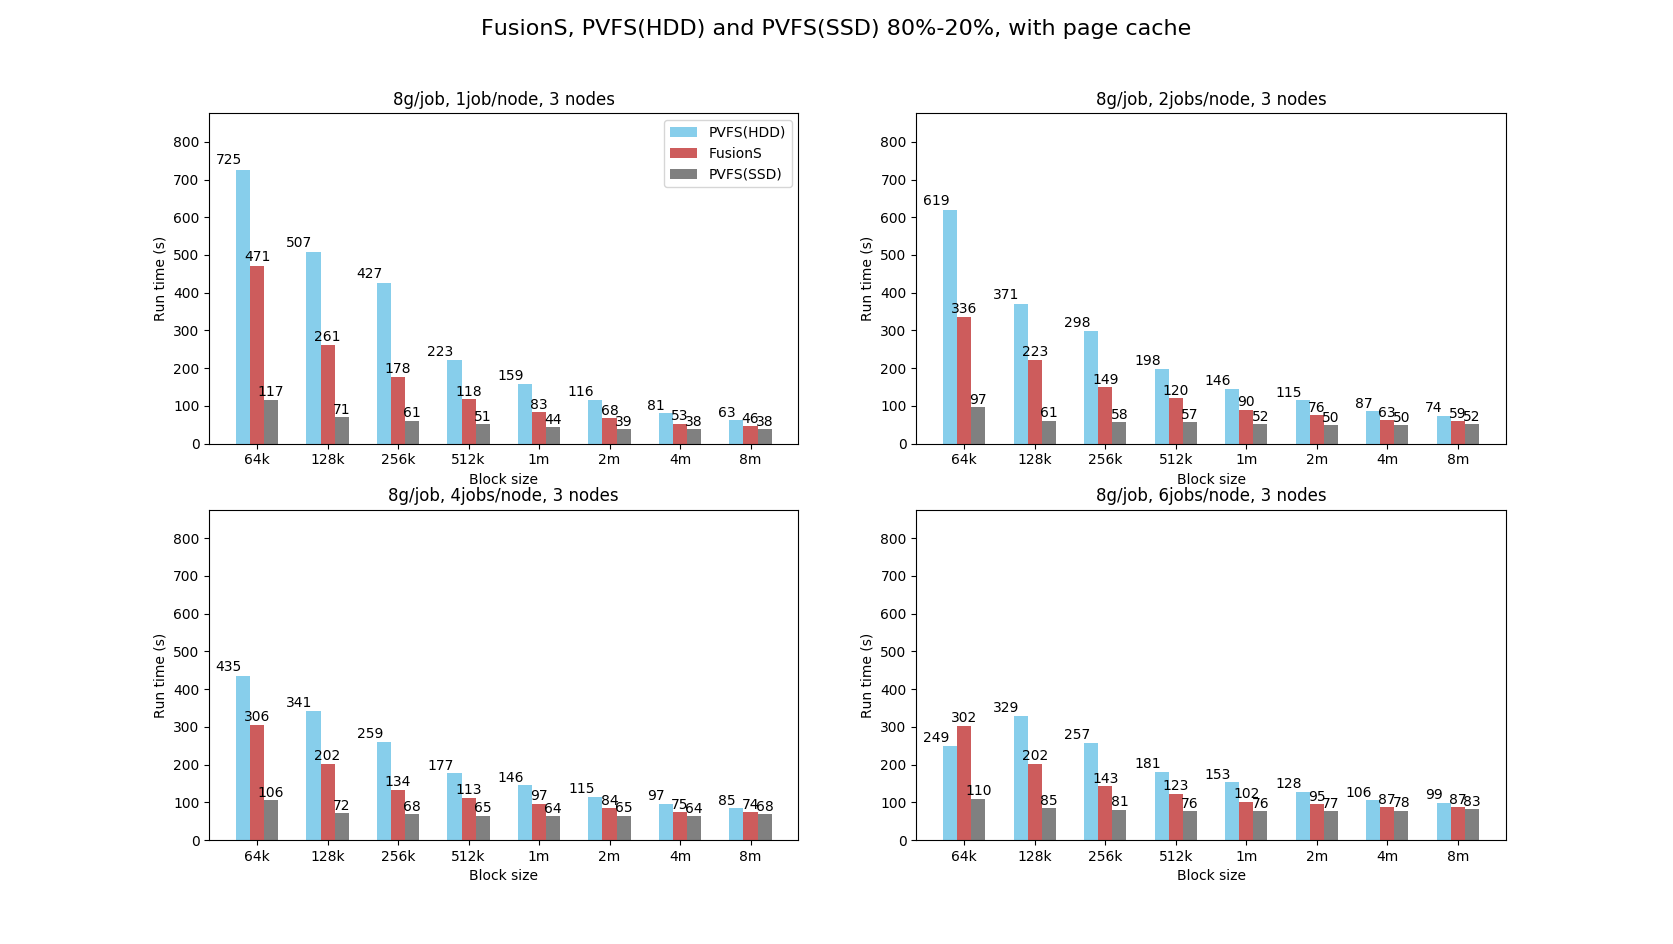 FusionS, PVFS(HDD) and PVFS(SSD) 80%-20%, with page cache
8g/job, 1job/node, 3 nodes
PVFS(HDD)
FusionS
PVFS(SSD)
Run time (s)
800
700
600
500
400
300
200
100
0
725 471 117
507 261 71
427 178 61
223 118 51
159 83 44
116 68 39
81 53 38
63 46 38
64k 128k 256k 512k 1m 2m 4m 8m
Block size
8g/job, 2jobs/node, 3 nodes
Run time (s)
800
700
600
500
400
300
200
100
0
619 336 97
371 223 61
298 149 58
198 120 57
146 90 52
115 76 50
87 63 50
74 59 52
64k 128k 256k 512k 1m 2m 4m 8m
Block size
8g/job, 4jobs/node, 3 nodes
Run time (s)
800
700
600
500
400
300
200
100
0
435 306 106
341 202 72
259 134 68
177 113 65
146 97 64
115 84 65
97 75 64
85 74 68
64k 128k 256k 512k 1m 2m 4m 8m
Block size
8g/job, 6jobs/node, 3 nodes
Run time (s)
800
700
600
500
400
300
200
100
0
249 302 110
329 202 85
257 143 81
181 123 76
153 102 76
128 95 77
106 87 78
99 87 83
64k 128k 256k 512k 1m 2m 4m 8m
Block size